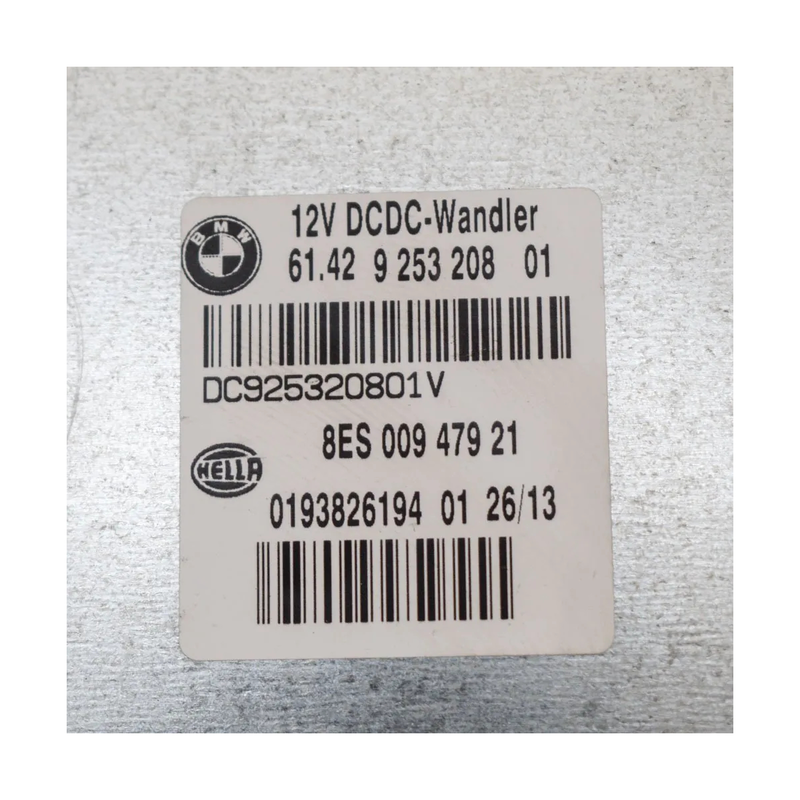 BMW
12V DCDC-Wandler
61.42 9 253 208 01
DC925320801V
8ES 009 479 21
HELLA
0193826194 01 26/13